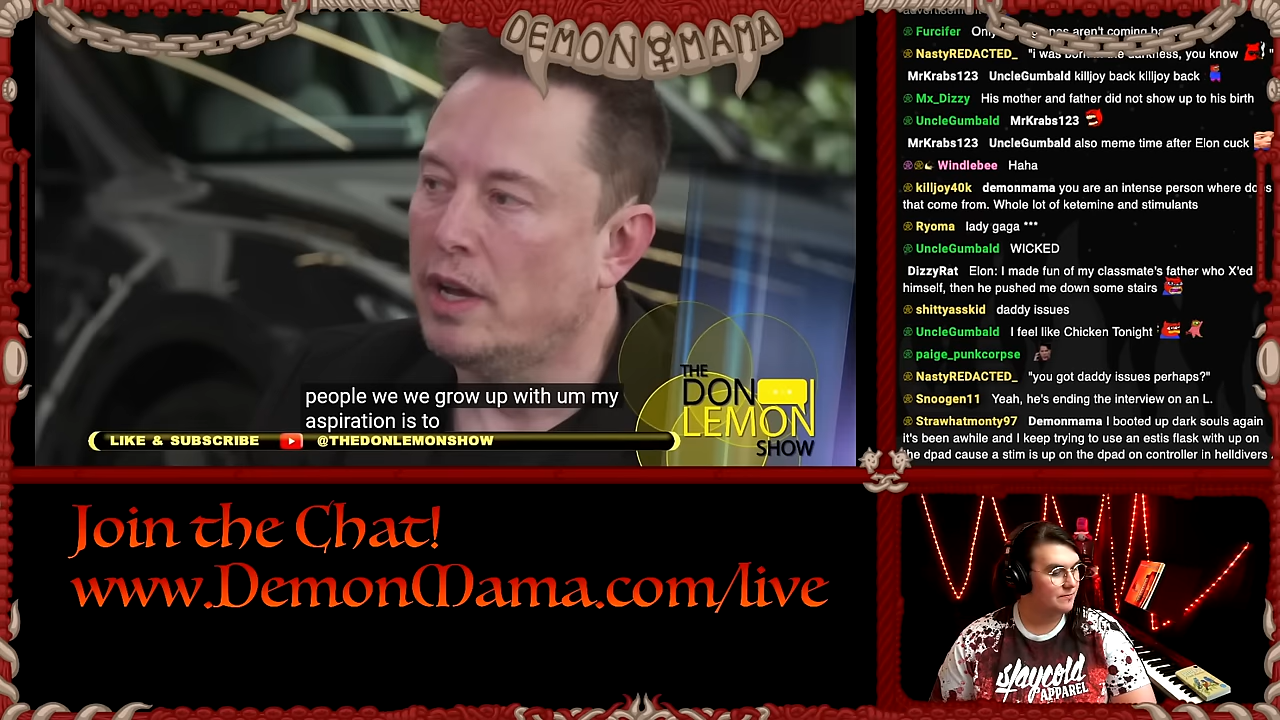 DEMON MAMA
people we we grow up with um my
aspiration is to
LIKE & SUBSCRIBE @THEDONLEMONSHOW
THE
DON
LEMON
SHOW
Furcifer
NastyREDACTED_ "i was you know "
MrKrabs123 UncleGumbald killjoy back killjoy back
Mx_Dizzy His mother and father did not show up to his birth
UncleGumbald MrKrabs123
MrKrabs123 UncleGumbald also meme time after Elon cuck
Windlebee Haha
killjoy40k demonmama you are an intense person where does
that come from. Whole lot of ketemine and stimulants
Ryoma lady gaga ***
UncleGumbald WICKED
DizzyRat Elon: I made fun of my classmate's father who X'ed
himself, then he pushed me down some stairs
shittyasskid daddy issues
UncleGumbald I feel like Chicken Tonight
paige_punkcorpse
NastyREDACTED_ "you got daddy issues perhaps?"
Snoogen11 Yeah, he's ending the interview on an L.
Strawhatmonty97 Demonmama I booted up dark souls again
it's been awhile and I keep trying to use an estis flask with up on
the dpad cause a stim is up on the dpad on controller in helldivers
Join the Chat!
www.DemonMama.com/live
staycold
APPAREL